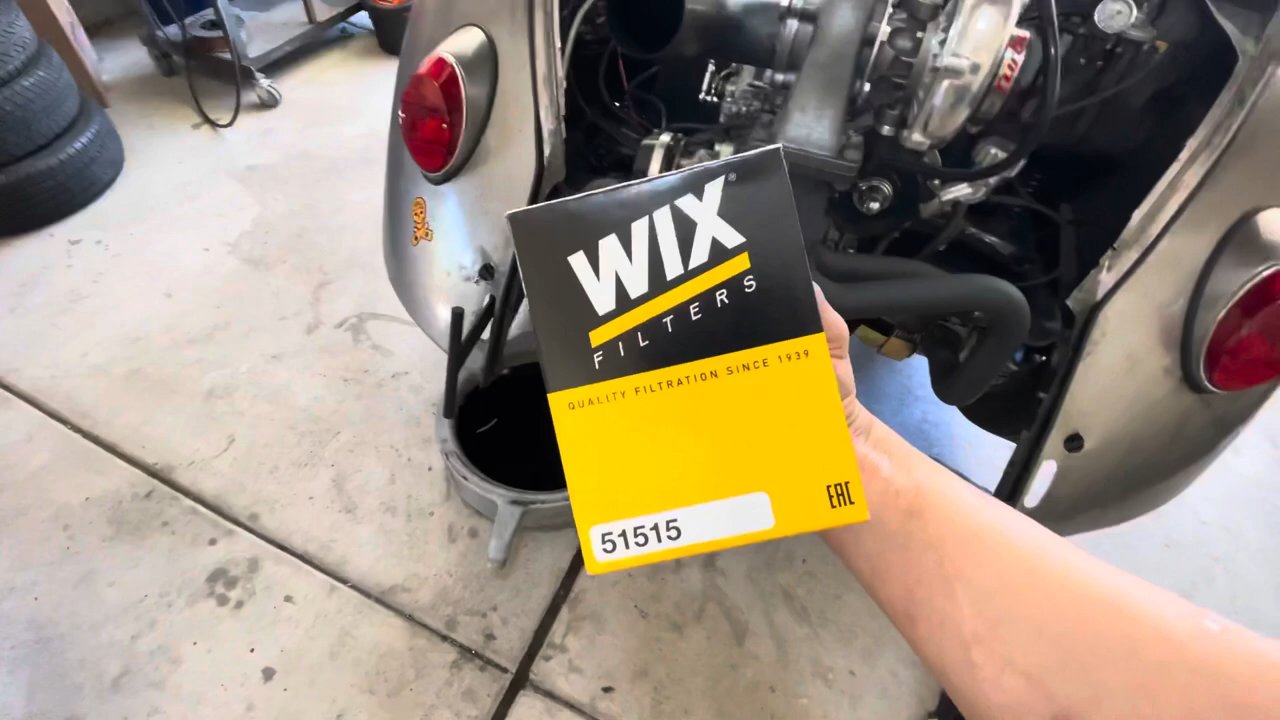 WIX®
FILTERS
QUALITY FILTRATION SINCE 1939
EAC
51515